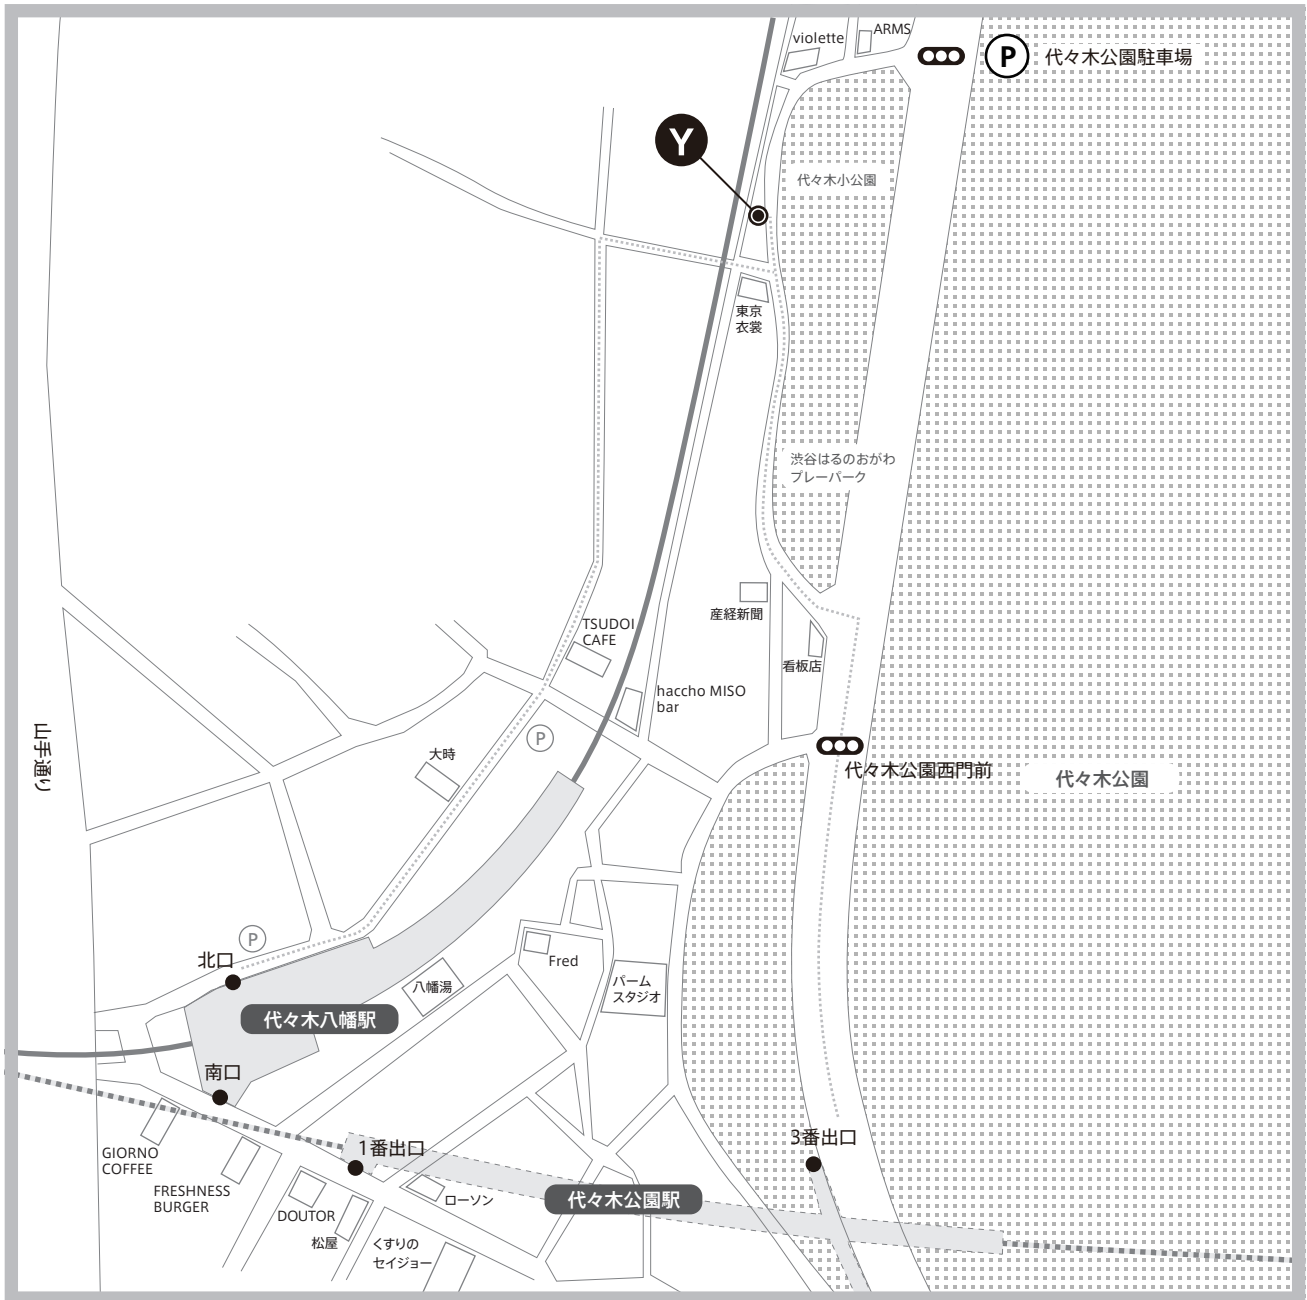 violette
ARMS
P
代々木公園駐車場
Y
代々木小公園
東京
衣裳
渋谷はるのおがわ
プレーパーク
産経新聞
TSUDOI
CAFE
看板店
haccho MISO
bar
山手通り
P
大時
代々木公園西門前
代々木公園
P
北口
Fred
八幡湯
パーム
スタジオ
代々木八幡駅
南口
1番出口
3番出口
GIORNO
COFFEE
FRESHNESS
BURGER
DOUTOR
松屋
ローソン
代々木公園駅
くすりの
セイジョー